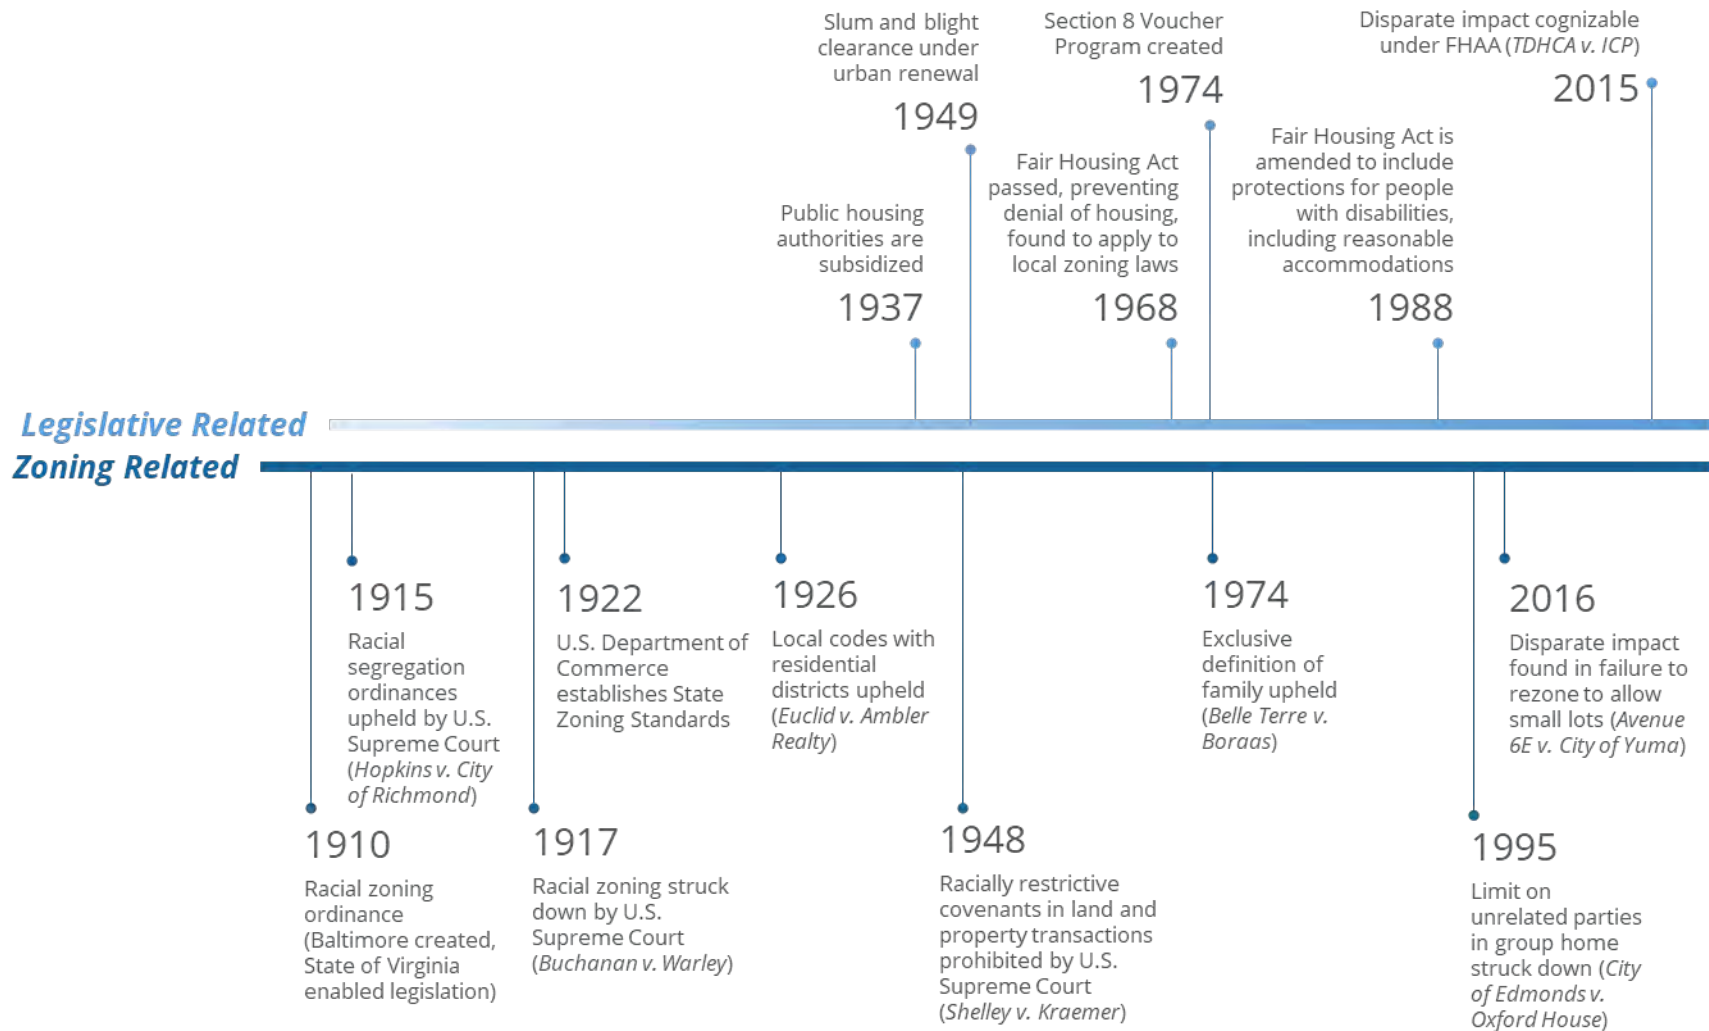 Slum and blight
clearance under
urban renewal
1949
Section 8 Voucher
Program created
1974
Disparate impact cognizable
under FHAA (TDHCA v. ICP)
2015
Public housing
authorities are
subsidized
1937
Fair Housing Act
passed, preventing
denial of housing,
found to apply to
local zoning laws
1968
Fair Housing Act is
amended to include
protections for people
with disabilities,
including reasonable
accommodations
1988
Legislative Related
Zoning Related
1915
Racial
segregation
ordinances
upheld by U.S.
Supreme Court
(Hopkins v. City
of Richmond)
1922
U.S. Department of
Commerce
establishes State
Zoning Standards
1926
Local codes with
residential
districts upheld
(Euclid v. Ambler
Realty)
1974
Exclusive
definition of
family upheld
(Belle Terre v.
Boraas)
2016
Disparate impact
found in failure to
rezone to allow
small lots (Avenue
6E v. City of Yuma)
1910
Racial zoning
ordinance
(Baltimore created,
State of Virginia
enabled legislation)
1917
Racial zoning struck
down by U.S.
Supreme Court
(Buchanan v. Warley)
1948
Racially restrictive
covenants in land and
property transactions
prohibited by U.S.
Supreme Court
(Shelley v. Kraemer)
1995
Limit on
unrelated parties
in group home
struck down (City
of Edmonds v.
Oxford House)